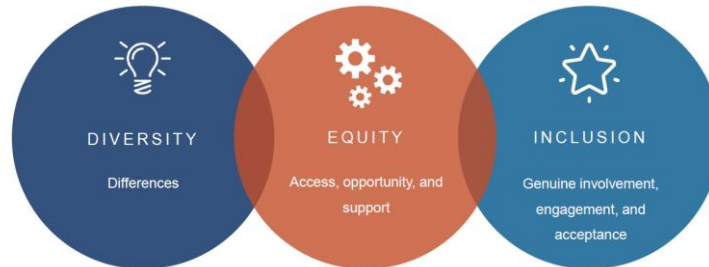 DIVERSITY
Differences
EQUITY
Access, opportunity, and
support
INCLUSION
Genuine involvement,
engagement, and
acceptance